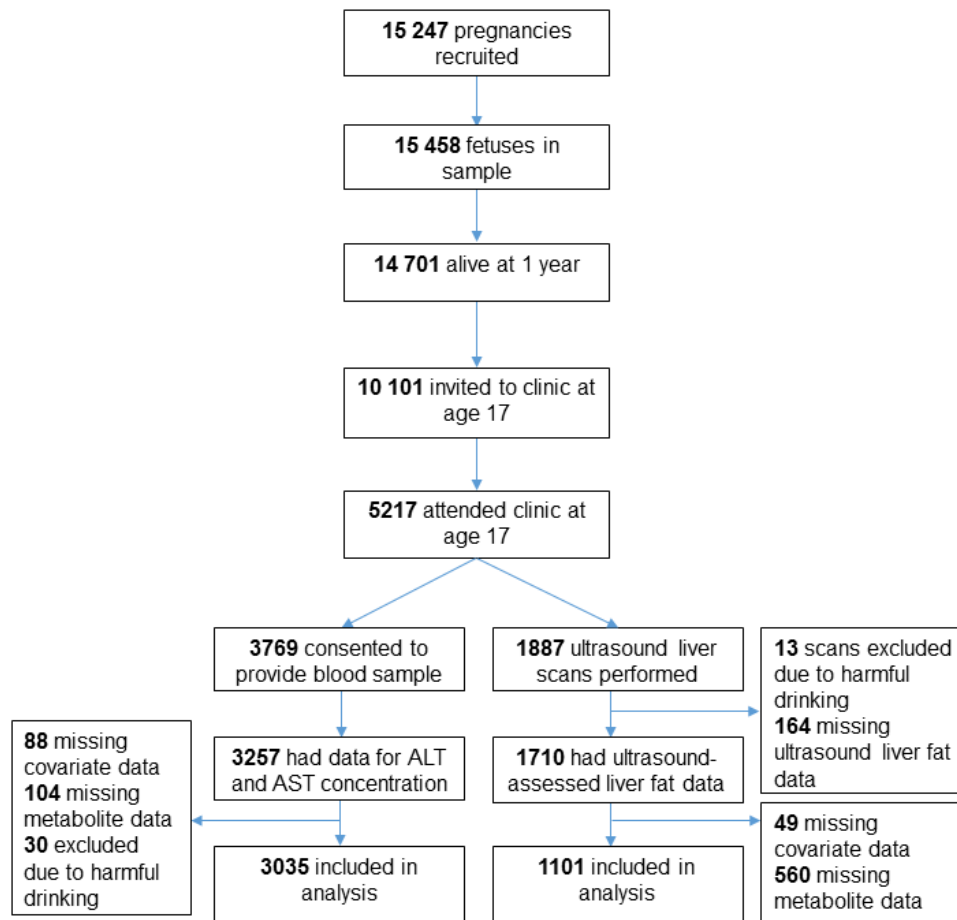 15 247 pregnancies
recruited
15 458 fetuses in
sample
14 701 alive at 1 year
10 101 invited to clinic at
age 17
5217 attended clinic at
age 17
3769 consented to
provide blood sample
1887 ultrasound liver
scans performed
13 scans excluded
due to harmful
drinking
164 missing
ultrasound liver fat
data
88 missing
covariate data
104 missing
metabolite data
30 excluded
due to harmful
drinking
3257 had data for ALT
and AST concentration
1710 had ultrasound-
assessed liver fat data
49 missing
covariate data
560 missing
metabolite data
3035 included in
analysis
1101 included in
analysis